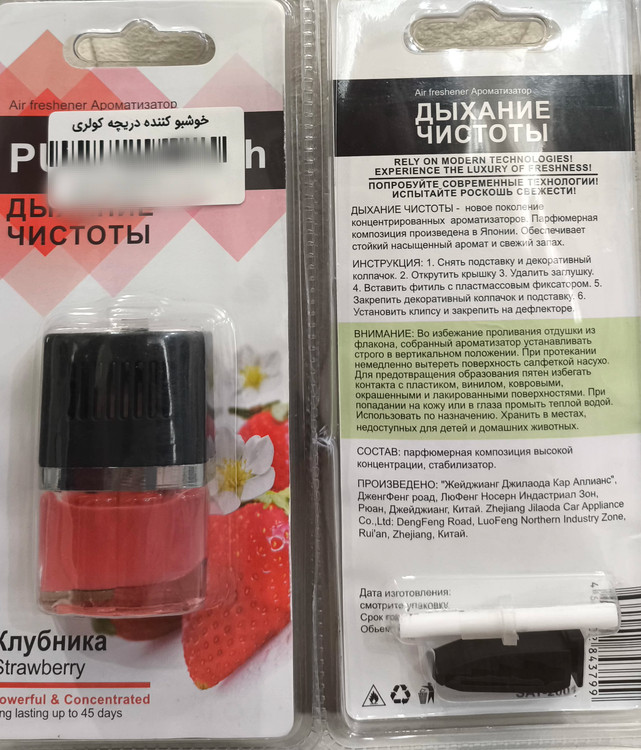 Air freshener Ароматизатор
خوشبو کننده دریچه کولری
PU h
ДЫХАНИЕ
ЧИСТОТЫ
Клубника
Strawberry
Powerful & Concentrated
ng lasting up to 45 days
Air freshener Ароматизатор
ДЫХАНИЕ
ЧИСТОТЫ
RELY ON MODERN TECHNOLOGIES!
EXPERIENCE THE LUXURY OF FRESHNESS!
ПОПРОБУЙТЕ СОВРЕМЕННЫЕ ТЕХНОЛОГИИ!
ИСПЫТАЙТЕ РОСКОШЬ СВЕЖЕСТИ!
ДЫХАНИЕ ЧИСТОТЫ - новое поколение
концентрированных ароматизаторов. Парфюмерная
композиция произведена в Японии. Обеспечивает
стойкий насыщенный аромат и свежий запах.
ИНСТРУКЦИЯ: 1. Снять подставку и декоративный
колпачок. 2. Открутить крышку 3. Удалить заглушку.
4. Вставить фитиль с пластмассовым фиксатором. 5.
Закрепить декоративный колпачок и подставку. 6.
Установить клипсу и закрепить на дефлекторе.
ВНИМАНИЕ: Во избежание проливания отдушки из
флакона, собранный ароматизатор устанавливать
строго в вертикальном положении. При протекании
немедленно вытереть поверхность салфеткой насухо.
Для предотвращения образования пятен избегать
контакта с пластиком, винилом, ковровыми,
окрашенными и лакированными поверхностями. При
попадании на кожу или в глаза промыть теплой водой.
Использовать по назначению. Хранить в местах,
недоступных для детей и домашних животных.
СОСТАВ: парфюмерная композиция высокой
концентрации, стабилизатор.
ПРОИЗВЕДЕНО: "Жейджианг Джилаода Кар Аллианс",
ДженгФенг роад, ЛюФенг Носерн Индастриал Зон,
Рюан, Джейджианг, Китай. Zhejiang Jilaoda Car Appliance
Co.,Ltd: DengFeng Road, LuoFeng Northern Industry Zone,
Rui'an, Zhejiang, Китай.
Дата изготовления:
смотрите упаковку
Срок